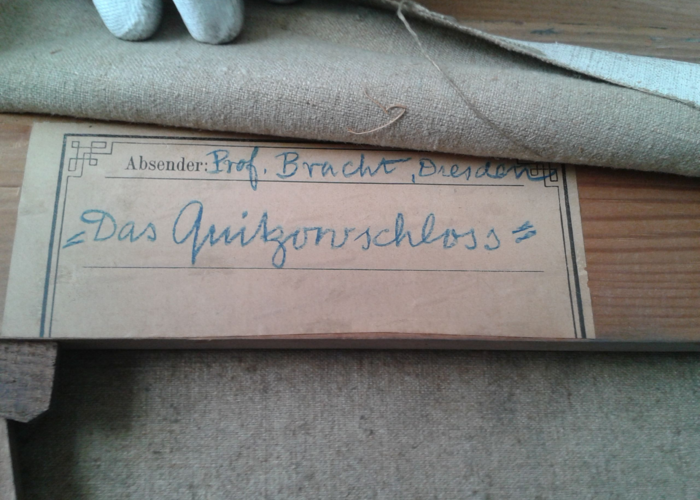 Absender: Prof. Bracht, Dresden
"Das Quitzowschloss"